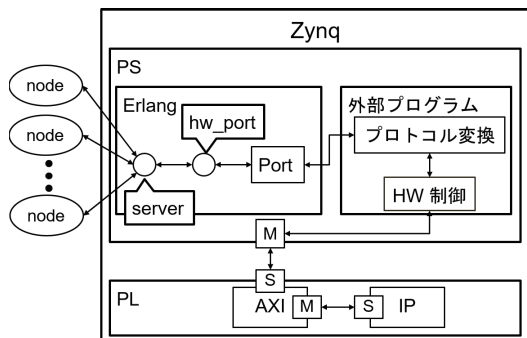 Zynq
PS
node
node
node
Erlang
hw_port
Port
server
外部プログラム
プロトコル変換
HW 制御
M
S
PL
AXI
M
S
IP